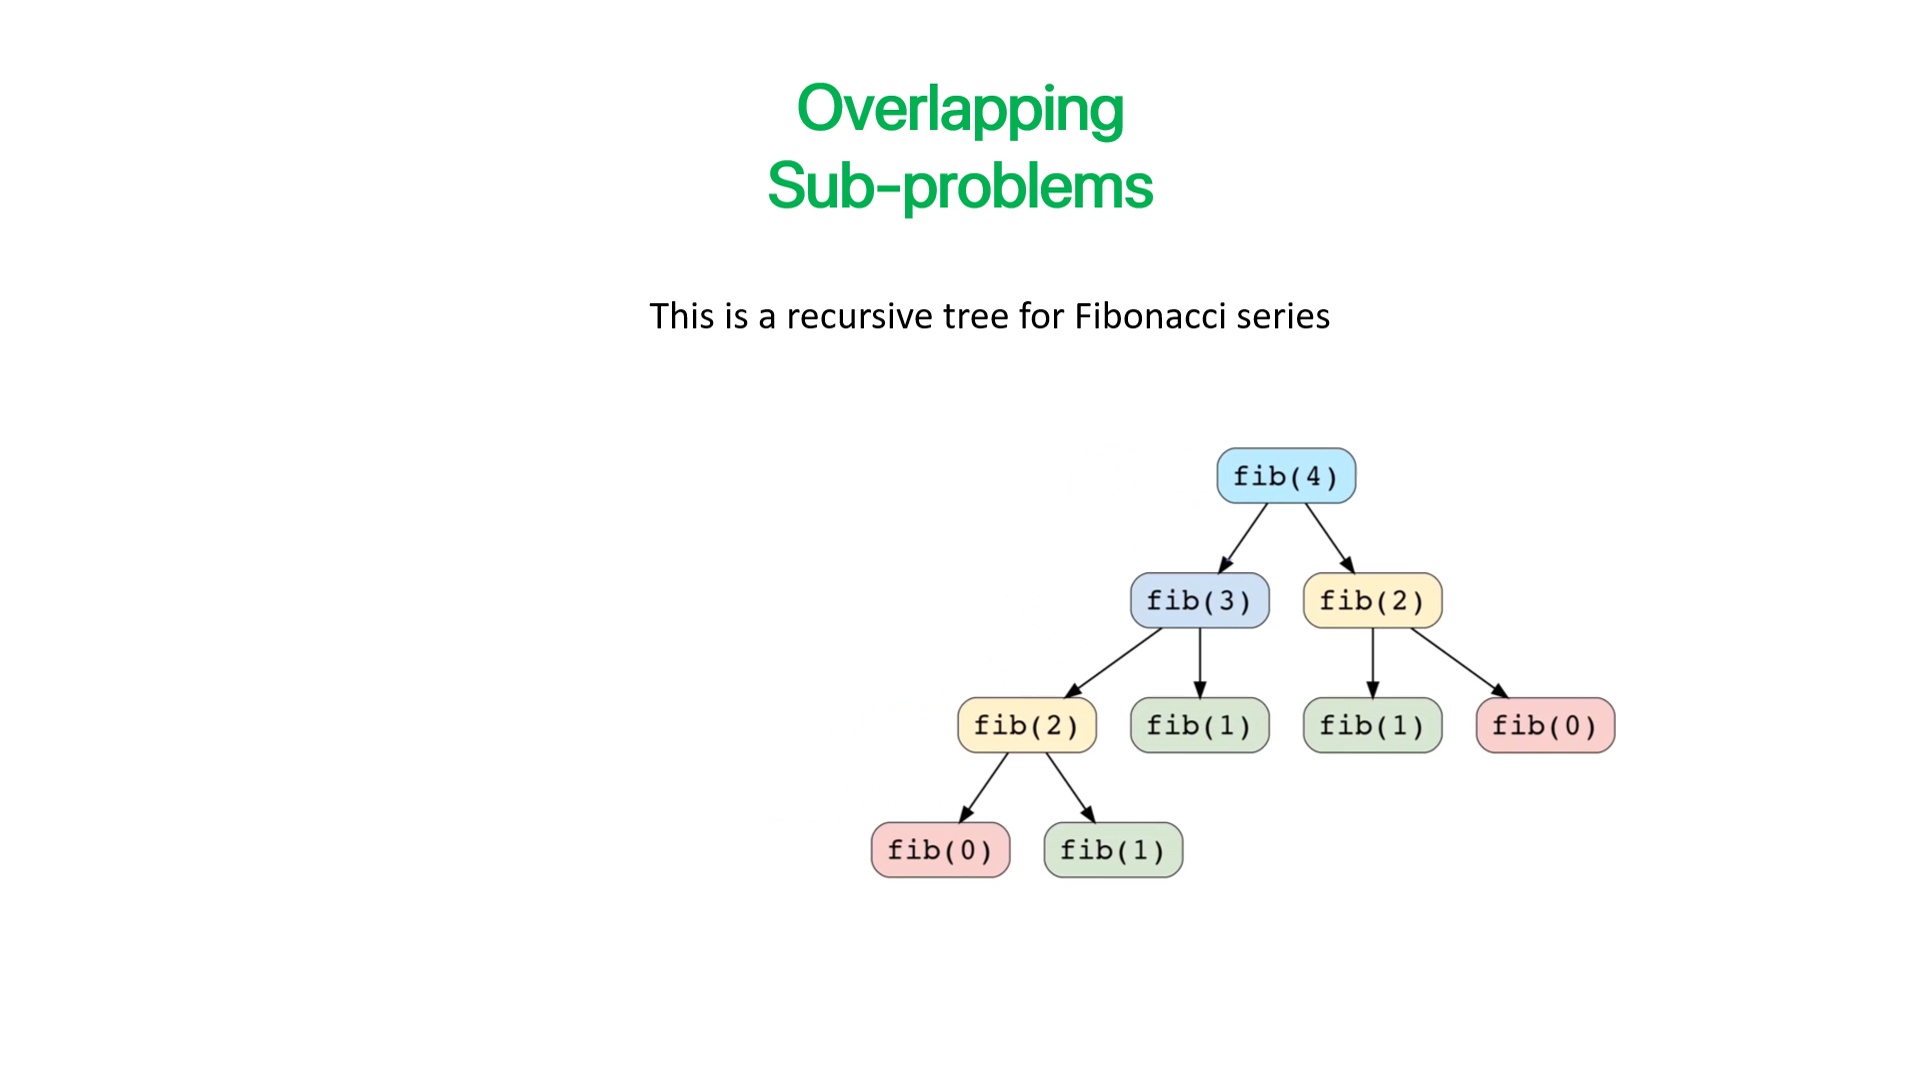 Overlapping
Sub-problems
This is a recursive tree for Fibonacci series
fib(4)
fib(3) fib(2)
fib(2) fib(1) fib(1) fib(0)
fib(0) fib(1)